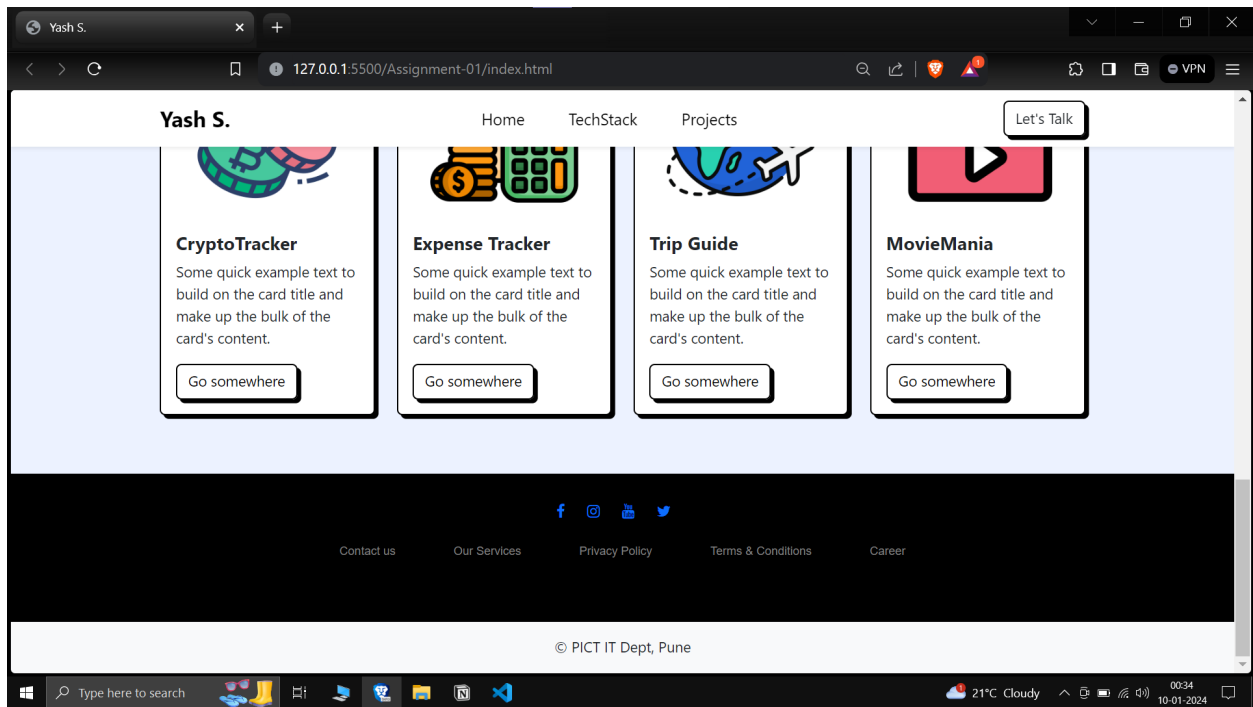 Yash S.
127.0.0.1:5500/Assignment-01/index.html
1
VPN
Yash S.
Home
TechStack
Projects
Let's Talk
CryptoTracker
Some quick example text to
build on the card title and
make up the bulk of the
card's content.
Go somewhere
Expense Tracker
Some quick example text to
build on the card title and
make up the bulk of the
card's content.
Go somewhere
Trip Guide
Some quick example text to
build on the card title and
make up the bulk of the
card's content.
Go somewhere
MovieMania
Some quick example text to
build on the card title and
make up the bulk of the
card's content.
Go somewhere
Contact us
Our Services
Privacy Policy
Terms & Conditions
Career
© PICT IT Dept, Pune
Type here to search
1
21°C Cloudy
00:34
10-01-2024